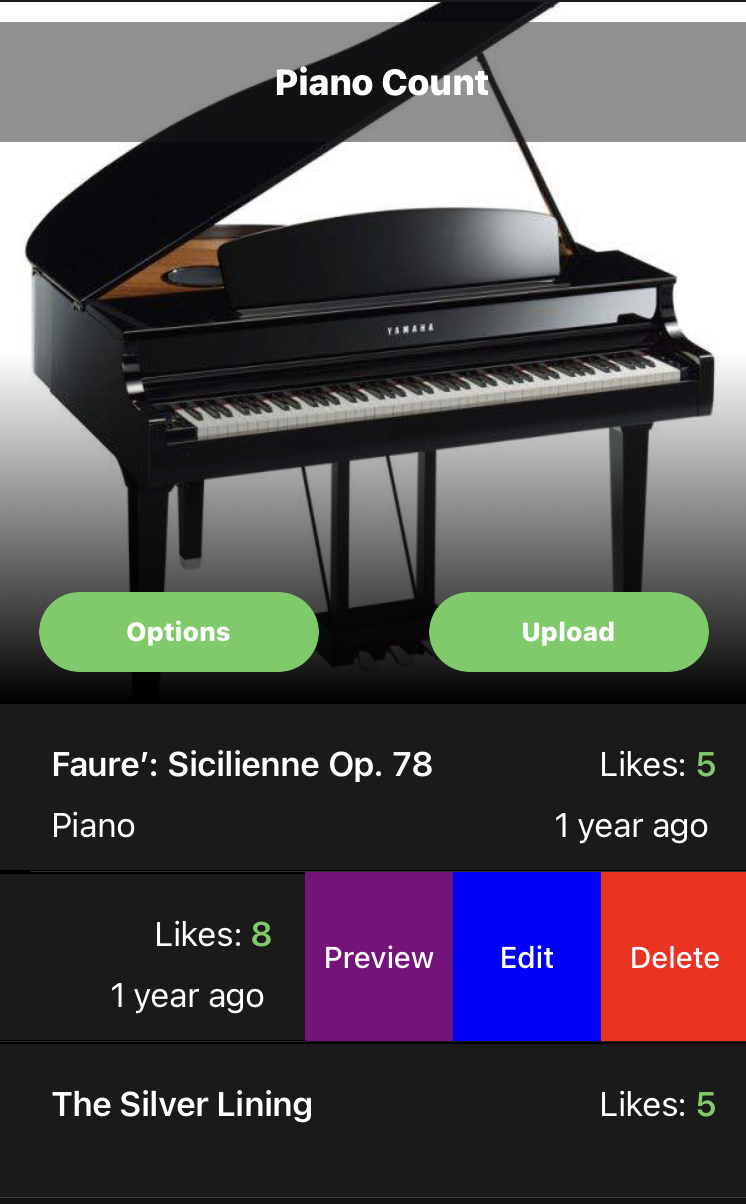 Piano Count
YAMAHA
Options
Upload
Faure’: Sicilienne Op. 78
Likes: 5
Piano
1 year ago
Likes: 8
1 year ago
Preview
Edit
Delete
The Silver Lining
Likes: 5